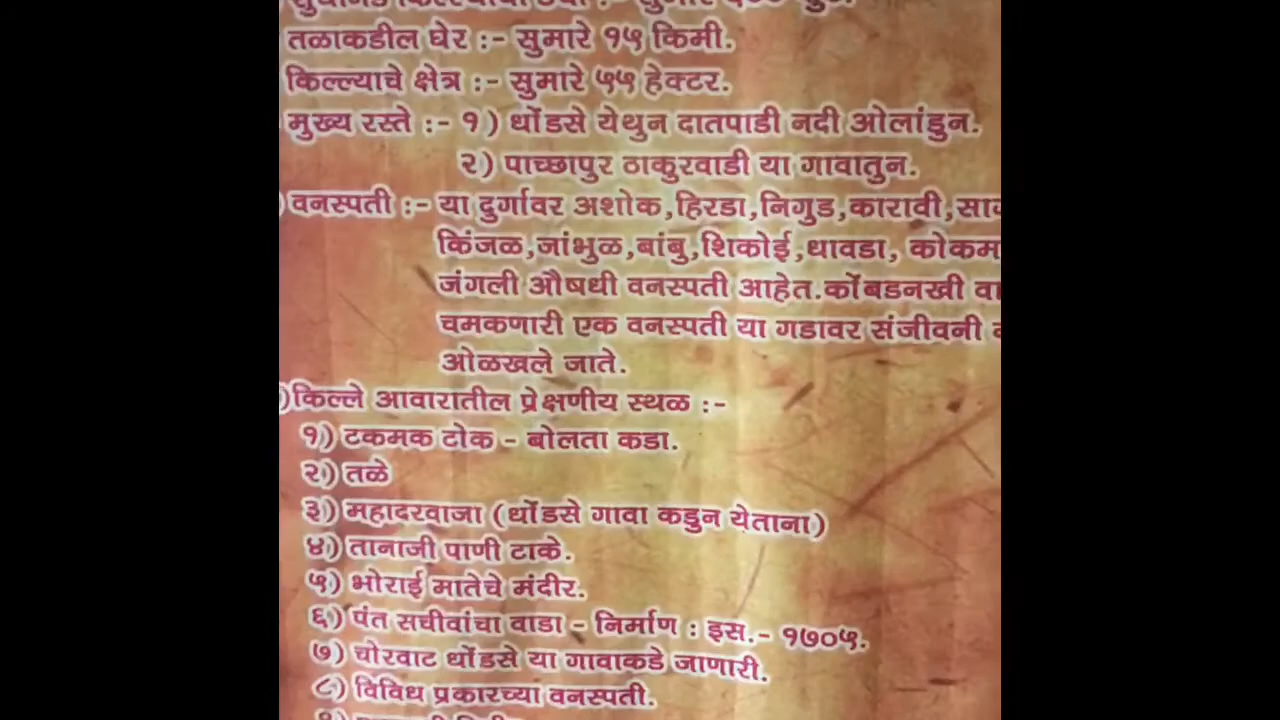 तळाकडील घेर :- सुमारे १५ किमी.
किल्ल्याचे क्षेत्र :- सुमारे ५५ हेक्टर.
मुख्य रस्ते :- १) धोंडसे येथुन दातपाडी नदी ओलांडुन.
२) पाच्छापुर ठाकुरवाडी या गावातुन.
वनस्पती :- या दुर्गावर अशोक,हिरडा,निगुड,कारावी,
किंजळ,जांभुळ,बांबु,शिकोई,धावडा, कोकम
जंगली औषधी वनस्पती आहेत.कोंबडनखी
चमकणारी एक वनस्पती या गडावर संजीवनी
ओळखले जाते.
)किल्ले आवारातील प्रेक्षणीय स्थळ :-
१) टकमक टोक - बोलता कडा.
२) तळे
३) महादरवाजा (धोंडसे गावा कडुन येताना)
४) तानाजी पाणी टाके.
५) भोराई मातेचे मंदीर.
६) पंत सचीवांचा वाडा - निर्माण : इस.- १७०५.
७) चोरवाट धोंडसे या गावाकडे जाणारी.
८) विविध प्रकारच्या वनस्पती.